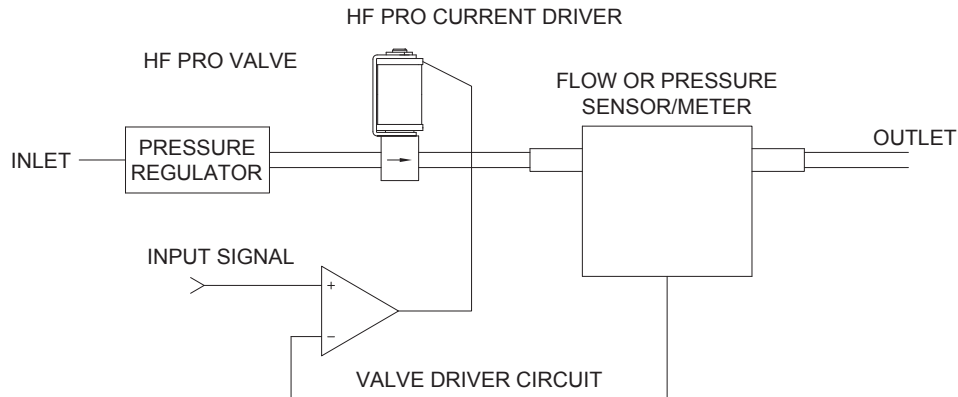 HF PRO CURRENT DRIVER
HF PRO VALVE
FLOW OR PRESSURE
SENSOR/METER
OUTLET
INLET
PRESSURE
REGULATOR
INPUT SIGNAL
+
−
VALVE DRIVER CIRCUIT